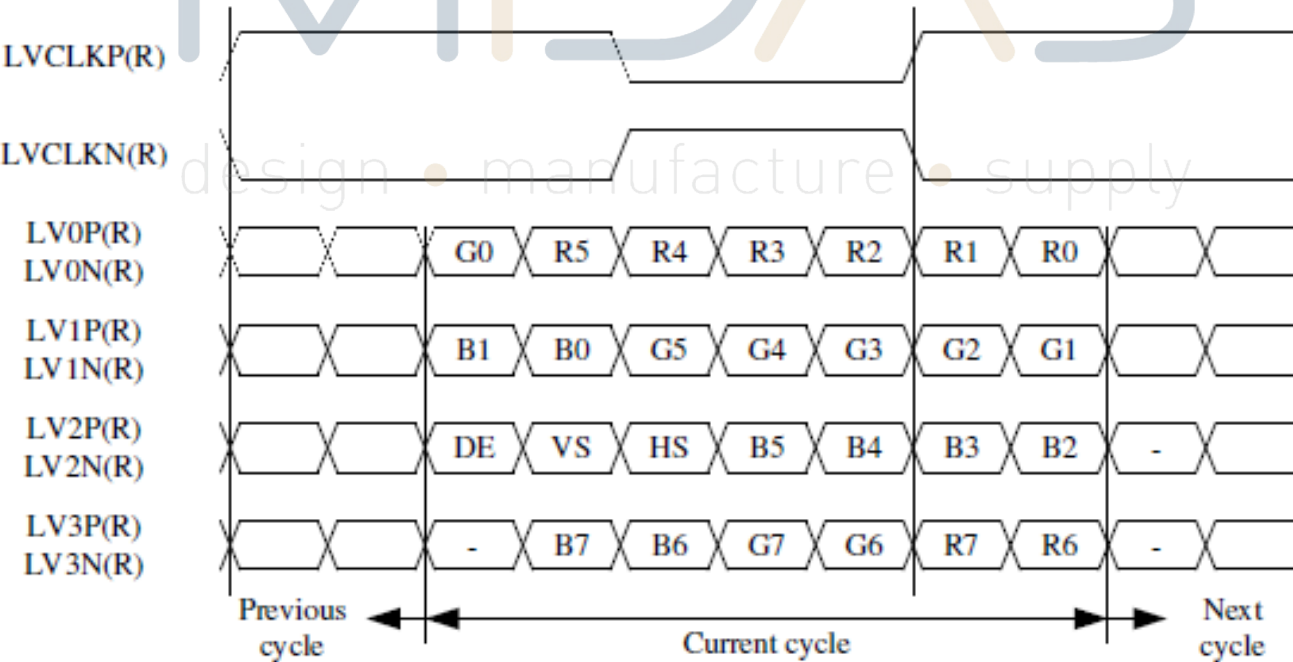 MIDAS
LVCLKP(R)
LVCLKN(R)
design • manufacture • supply
LV0P(R)
LV0N(R)
G0 R5 R4 R3 R2 R1 R0
LV1P(R)
LV1N(R)
B1 B0 G5 G4 G3 G2 G1
LV2P(R)
LV2N(R)
DE VS HS B5 B4 B3 B2 -
LV3P(R)
LV3N(R)
- B7 B6 G7 G6 R7 R6 -
Previous
cycle
Current cycle
Next
cycle